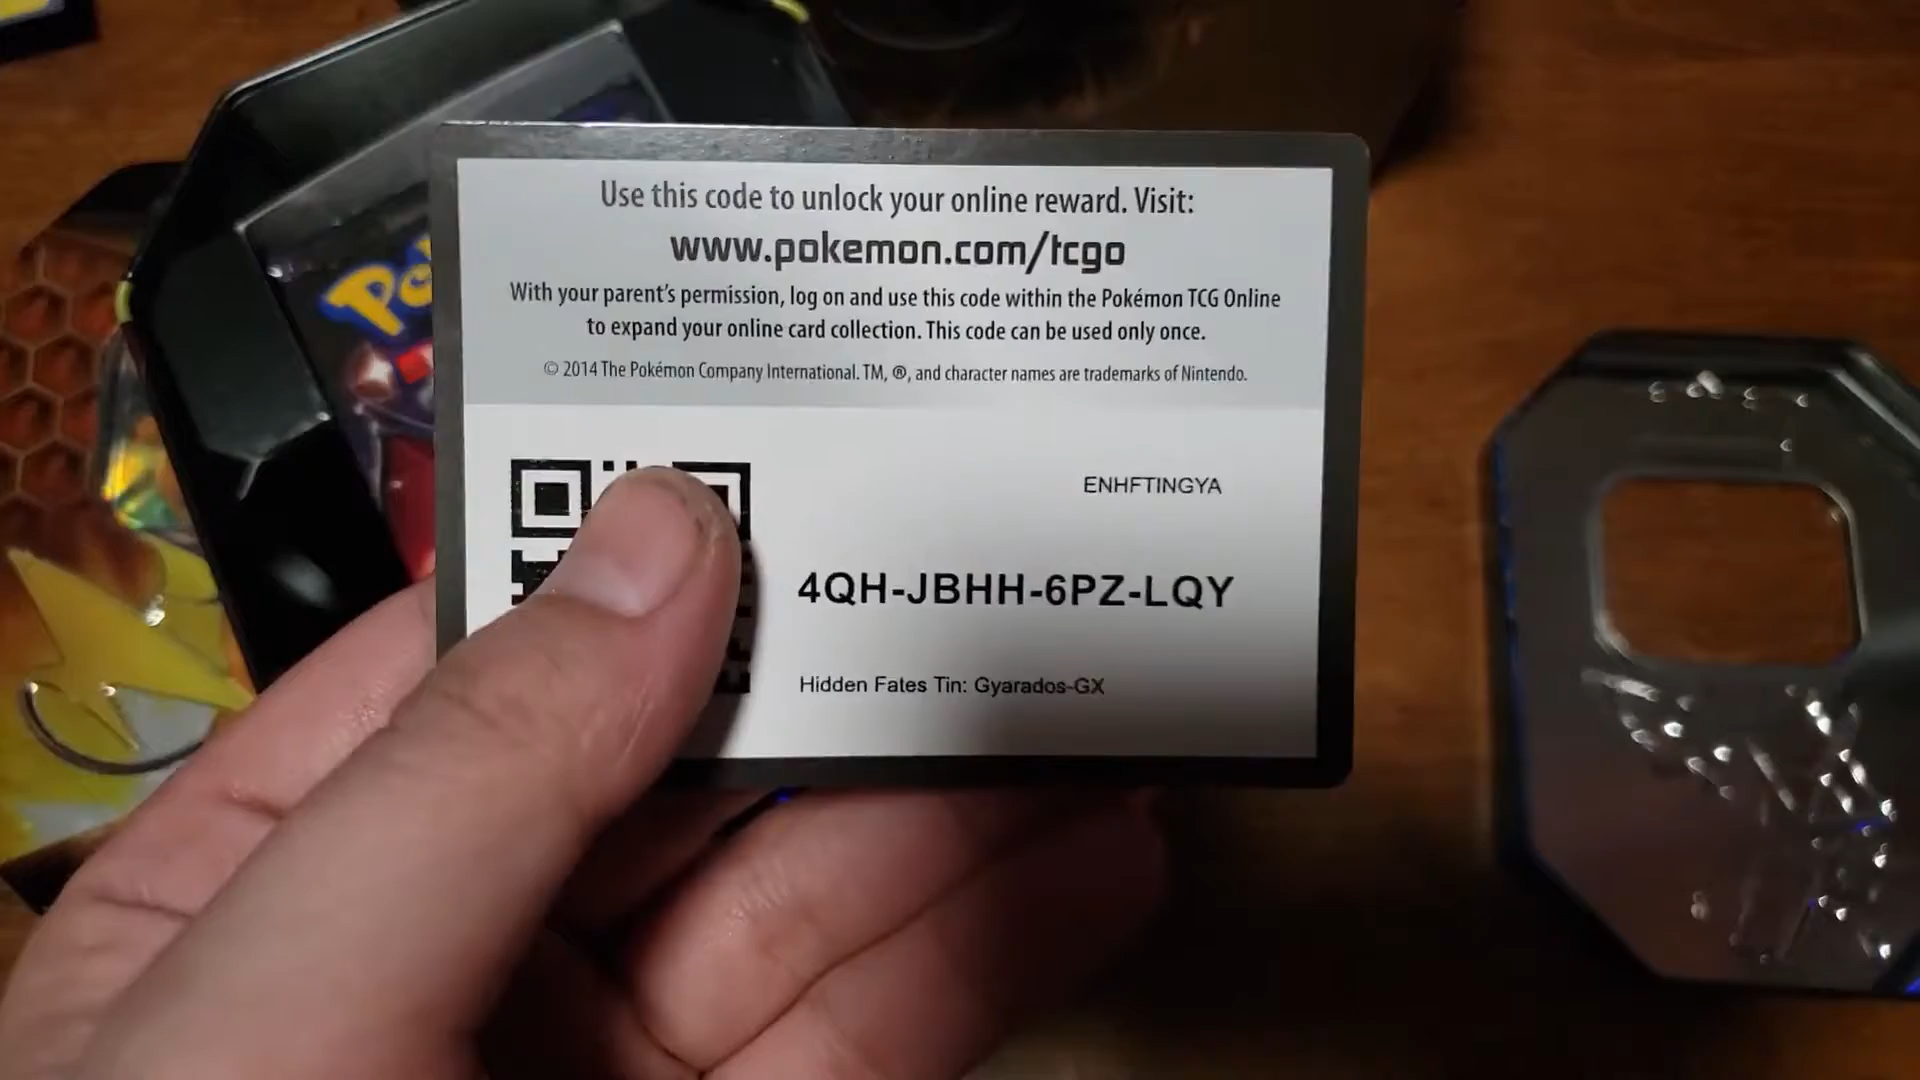 Use this code to unlock your online reward. Visit:
www.pokemon.com/tcgo
With your parent's permission, log on and use this code within the Pokémon TCG Online
to expand your online card collection. This code can be used only once.
© 2014 The Pokémon Company International. TM, ®, and character names are trademarks of Nintendo.
ENHFTINGYA
4QH-JBHH-6PZ-LQY
Hidden Fates Tin: Gyarados-GX